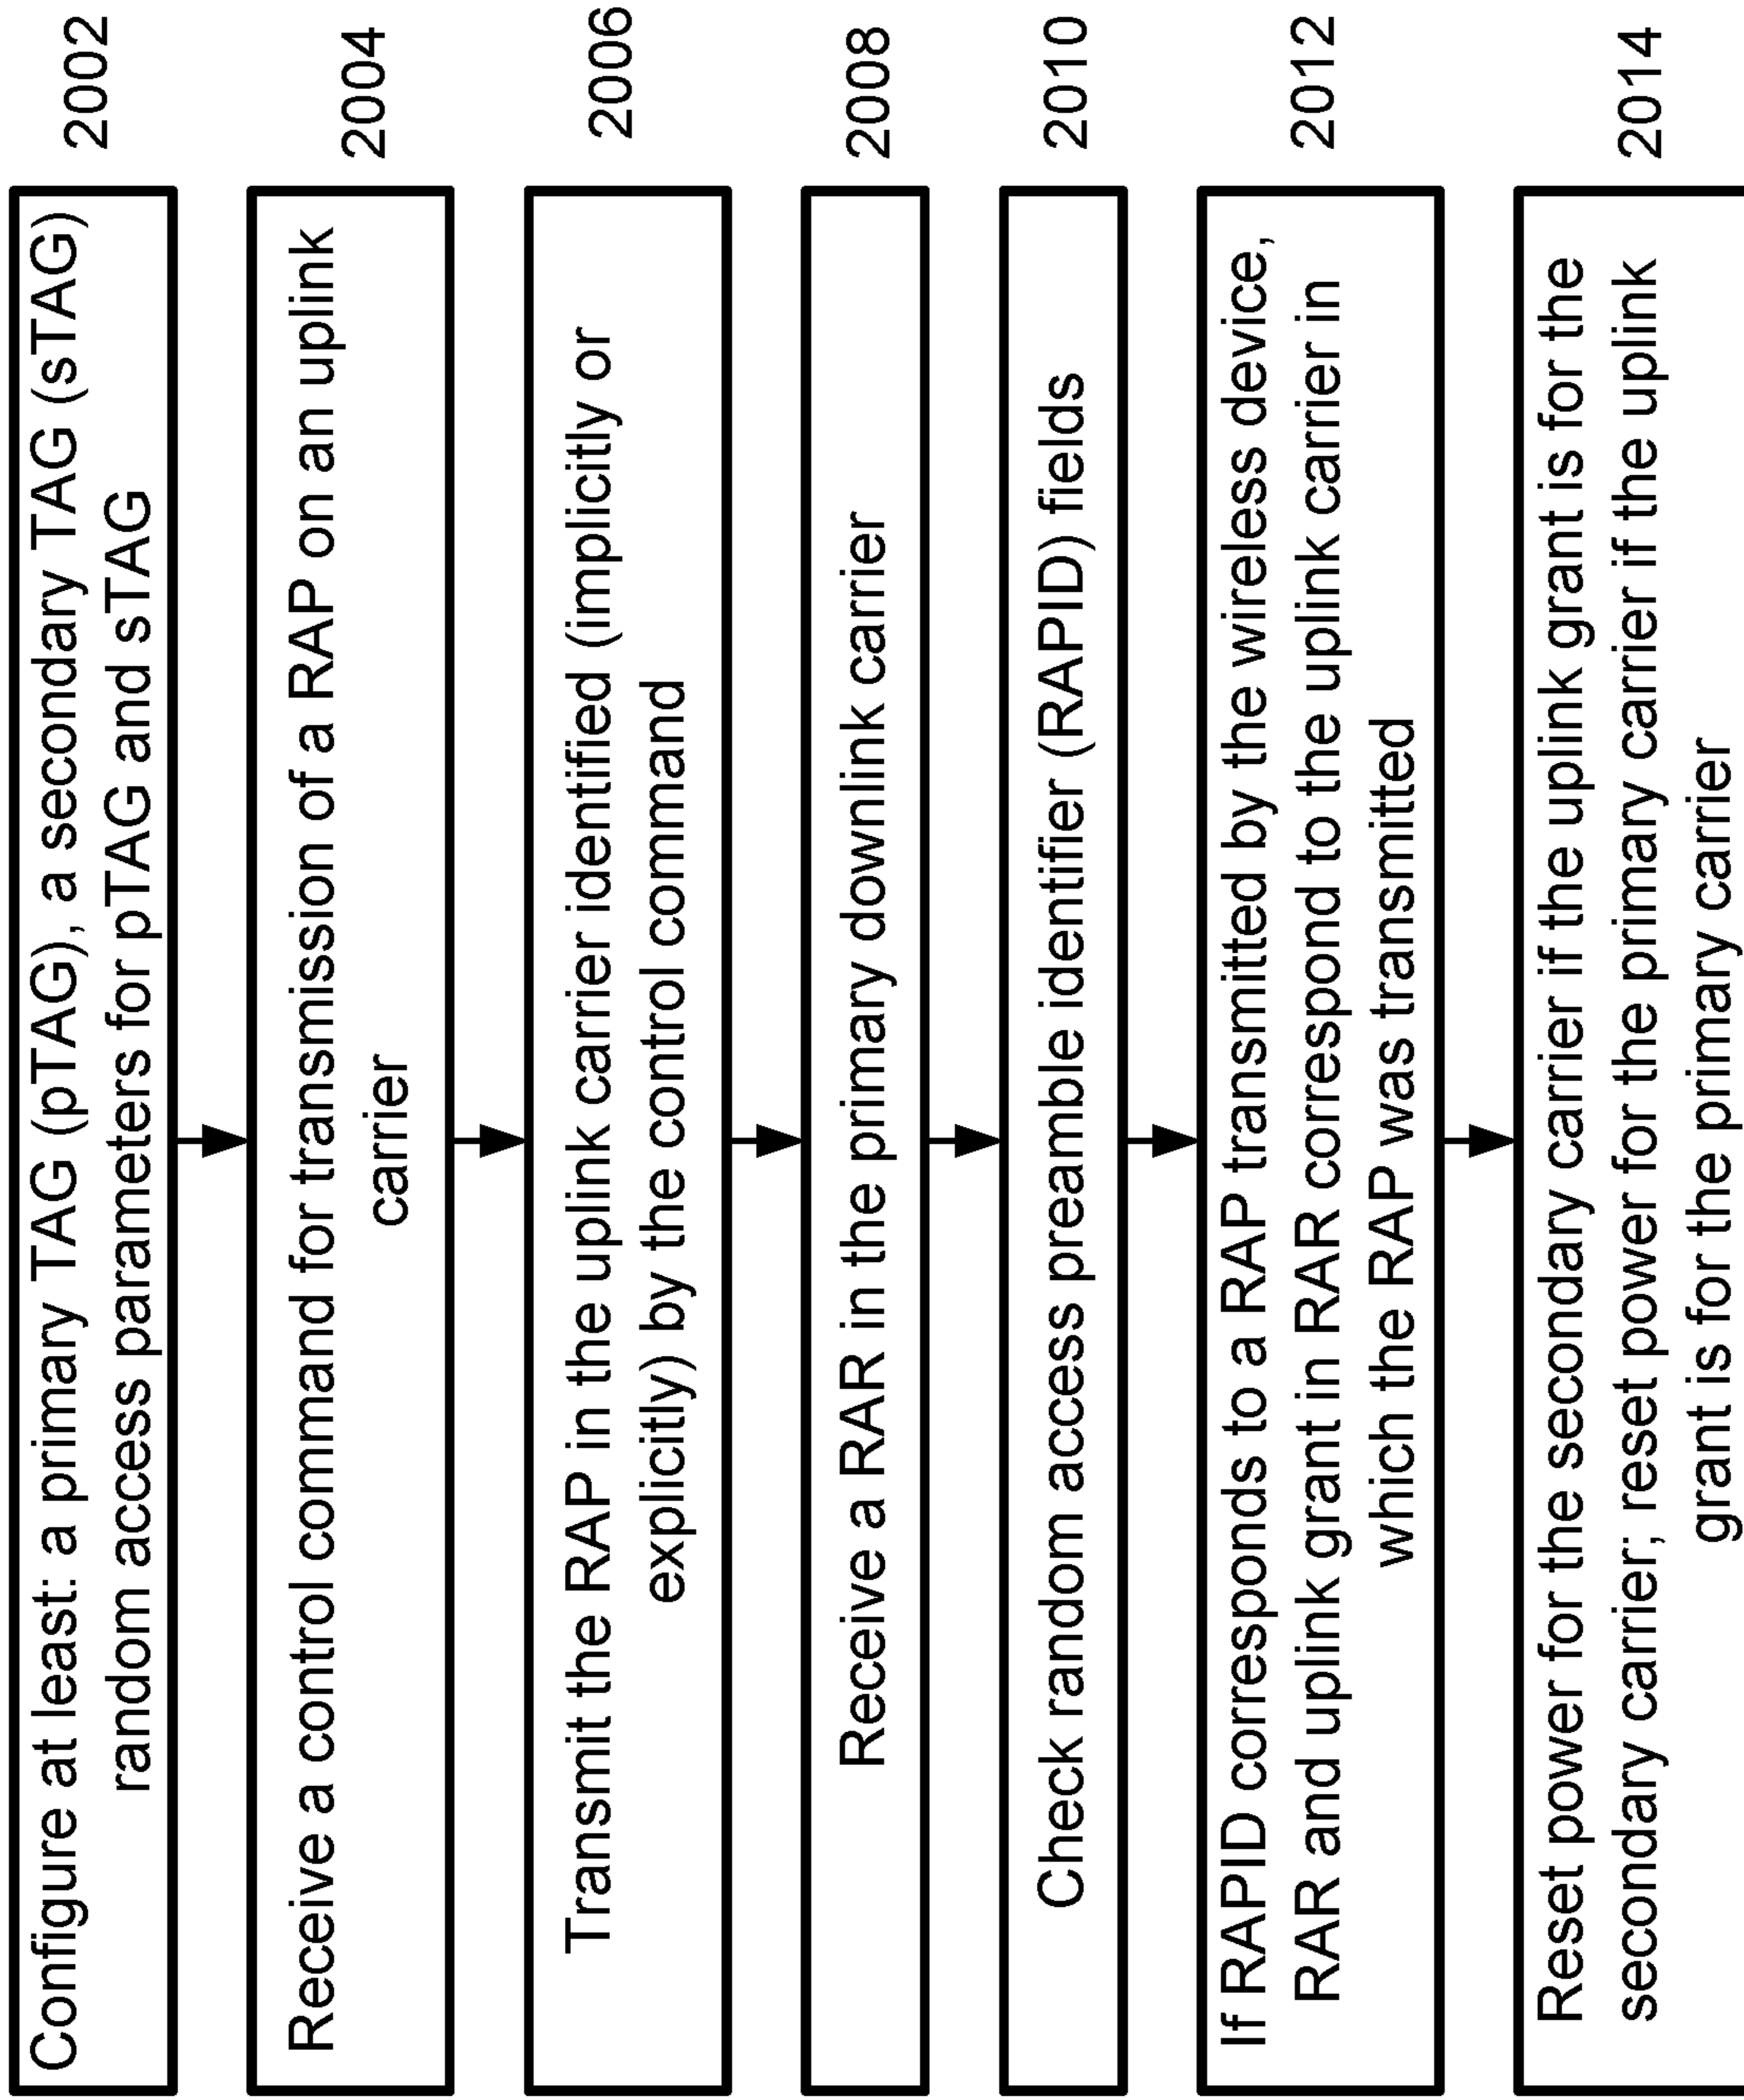 Configure at least: a primary TAG (pTAG), a secondary TAG (sTAG)
random access parameters for pTAG and sTAG
2002
Receive a control command for transmission of a RAP on an uplink
carrier
2004
Transmit the RAP in the uplink carrier identified (implicitly or
explicitly) by the control command
2006
Receive a RAR in the primary downlink carrier
2008
Check random access preamble identifier (RAPID) fields
2010
If RAPID corresponds to a RAP transmitted by the wireless device,
RAR and uplink grant in RAR correspond to the uplink carrier in
which the RAP was transmitted
2012
Reset power for the secondary carrier if the uplink grant is for the
secondary carrier; reset power for the primary carrier if the uplink
grant is for the primary carrier
2014